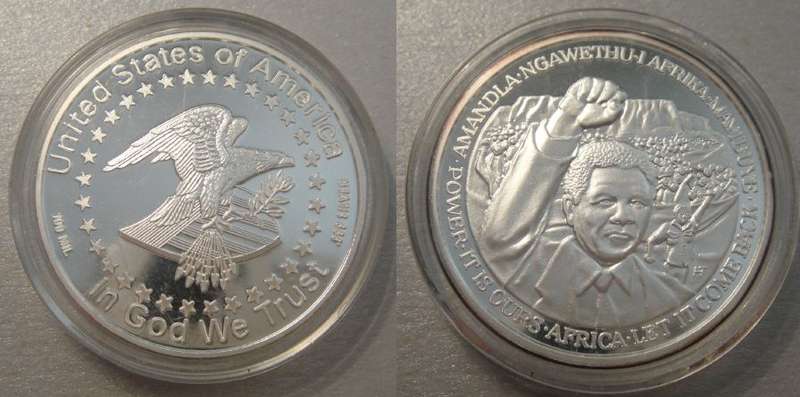 United States of America
In God We Trust
AMANDLA·NGAWETHU·I AFRIKA·MAYIBUYE·
POWER·IT IS OURS·AFRICA·LET IT COME BACK·